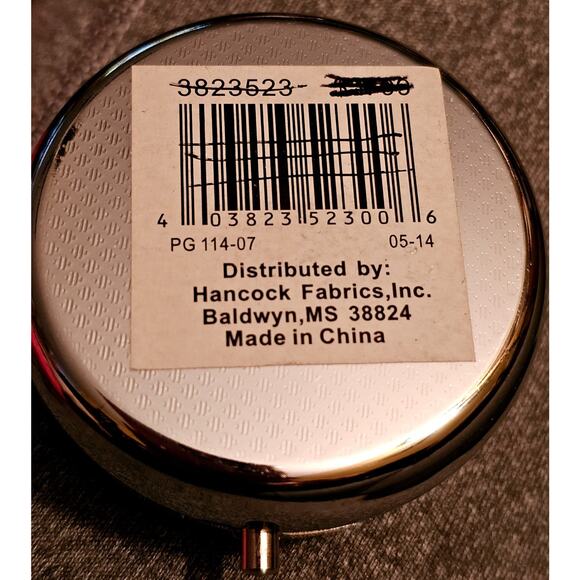 3823523
4 03823 52300 6
PG 114-07 05-14
Distributed by:
Hancock Fabrics,Inc.
Baldwyn,MS 38824
Made in China